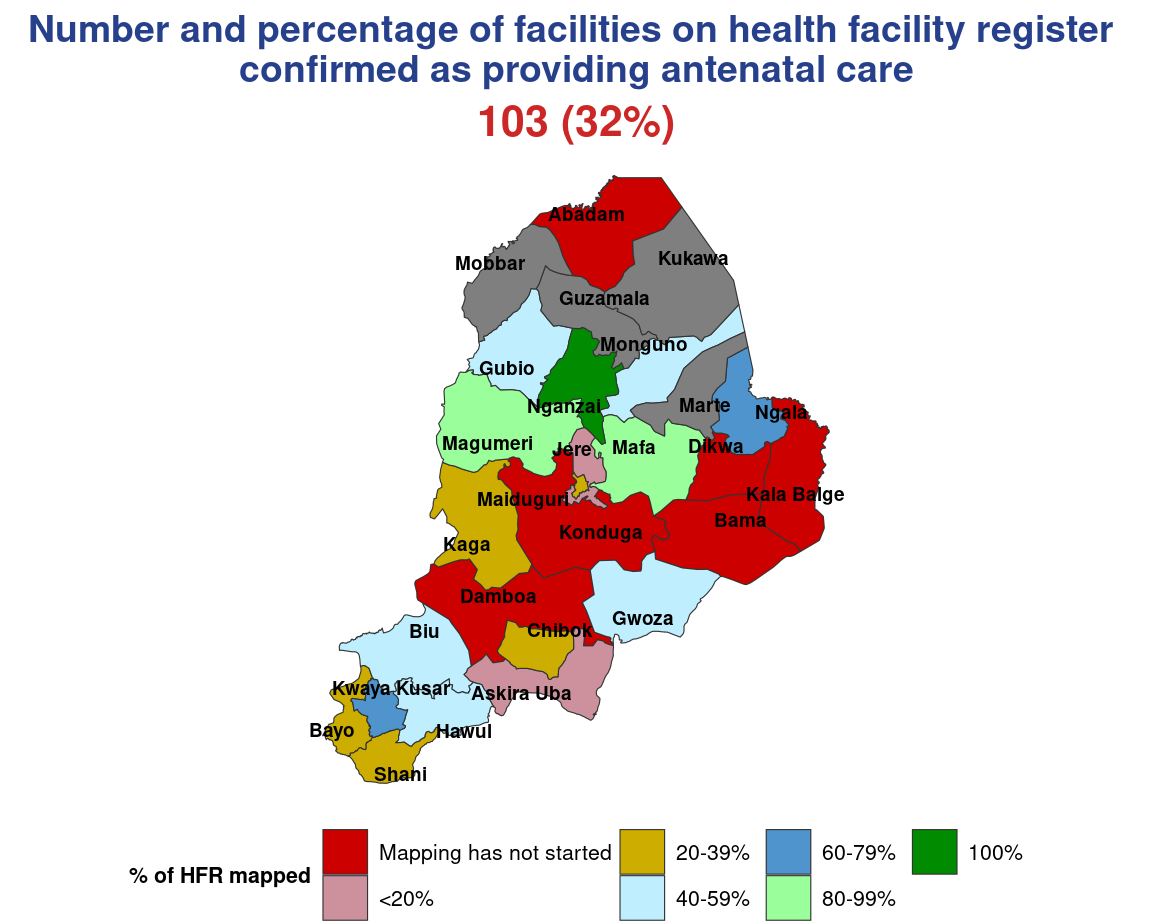 Number and percentage of facilities on health facility register
confirmed as providing antenatal care
103 (32%)
Abadam
Mobbar
Kukawa
Guzamala
Monguno
Gubio
Nganzai
Marte
Ngala
Magumeri
Jere
Mafa
Dikwa
Maiduguri
Kala Balge
Konduga
Bama
Kaga
Damboa
Gwoza
Biu
Chibok
Kwaya Kusar
Askira Uba
Bayo
Hawul
Shani
% of HFR mapped
Mapping has not started
<20%
20-39%
40-59%
60-79%
80-99%
100%